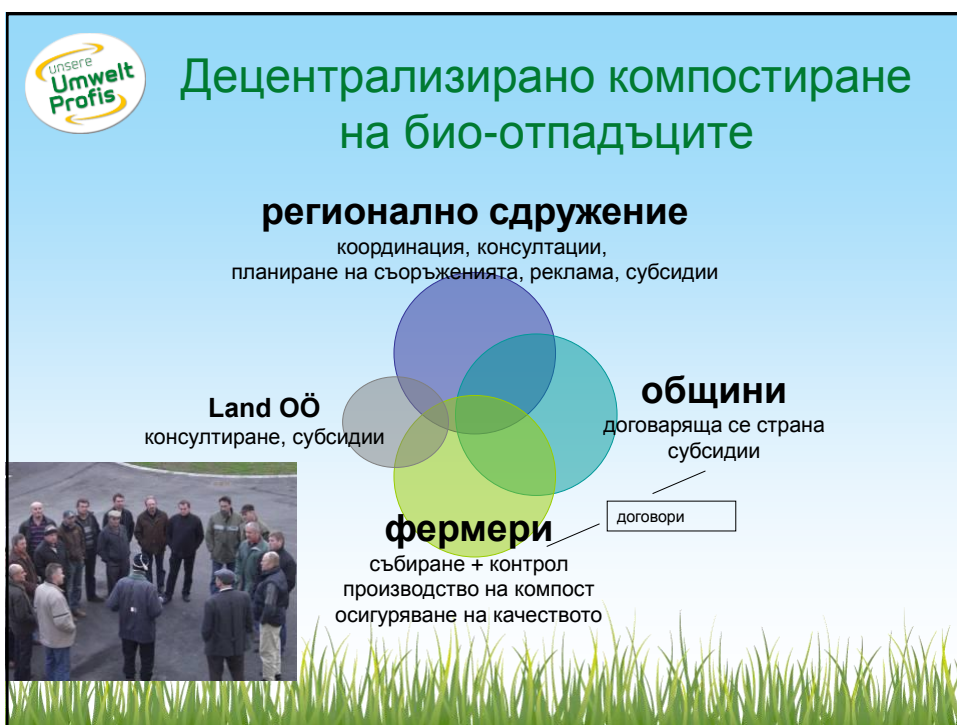 unsere
Umwelt
Profis
Децентрализирано компостиране
на био-отпадъците
регионално сдружение
координация, консултации,
планиране на съоръженията, реклама, субсидии
Land OÖ
консултиране, субсидии
общини
договаряща се страна
субсидии
договори
фермери
събиране + контрол
производство на компост
осигуряване на качеството